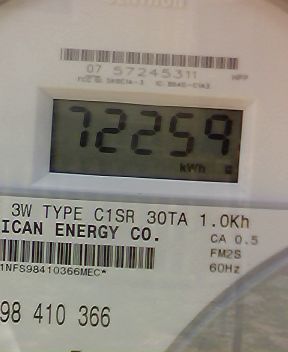 07 57245311
72259
kWh
3W TYPE C1SR 30TA 1.0Kh
ICAN ENERGY CO.
CA 0.5
FM2S
1NFS98410366MEC*
60Hz
98 410 366